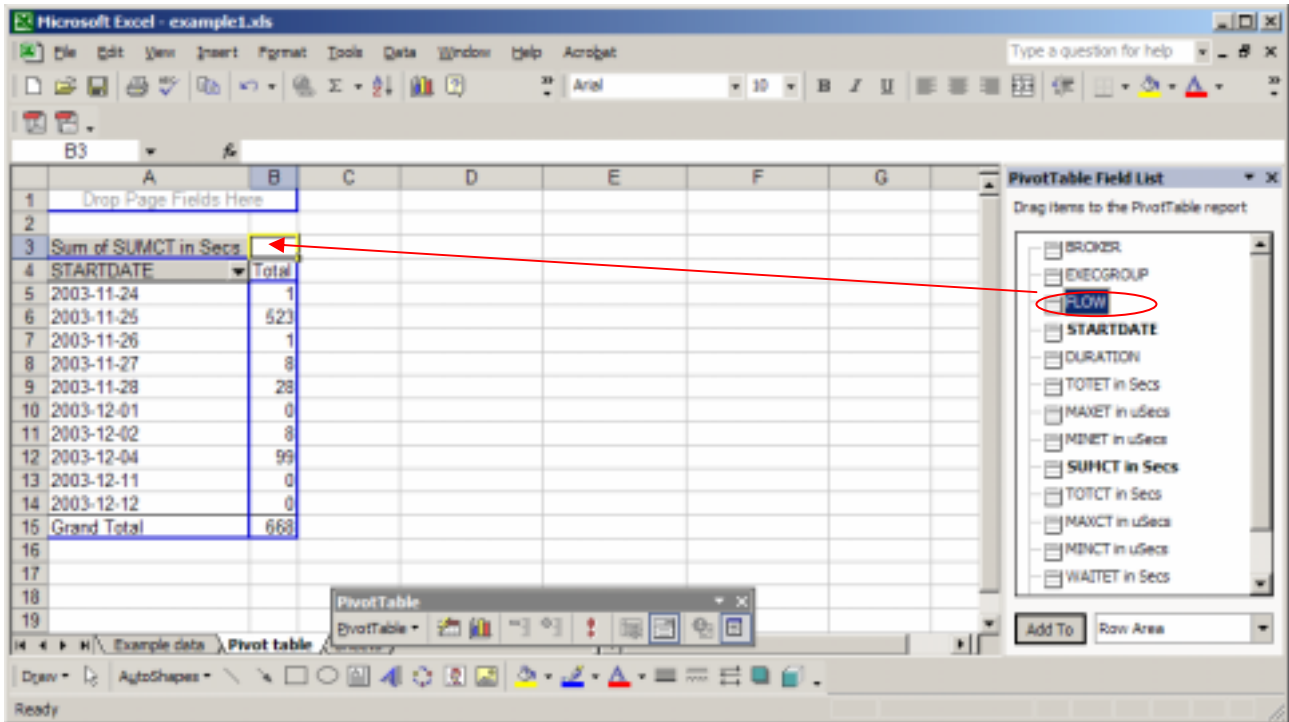 Microsoft Excel - example1.xls
File Edit View Insert Format Tools Data Window Help Acrobat
Type a question for help
Arial 10 B I U
B3 fx
A B C D E F G
1 Drop Page Fields Here
2
3 Sum of SUMCT in Secs
4 STARTDATE Total
5 2003-11-24 1
6 2003-11-25 523
7 2003-11-26 1
8 2003-11-27 8
9 2003-11-28 28
10 2003-12-01 0
11 2003-12-02 8
12 2003-12-04 99
13 2003-12-11 0
14 2003-12-12 0
15 Grand Total 668
16
17
18
19
PivotTable Field List
Drag items to the PivotTable report
BROKER
EXECGROUP
FLOW
STARTDATE
DURATION
TOTET in Secs
MAXET in uSecs
MINET in uSecs
SUMCT in Secs
TOTCT in Secs
MAXCT in uSecs
MINCT in uSecs
WAITET in Secs
Add To Row Area
PivotTable
PivotTable
Example data Pivot table
Draw AutoShapes
Ready